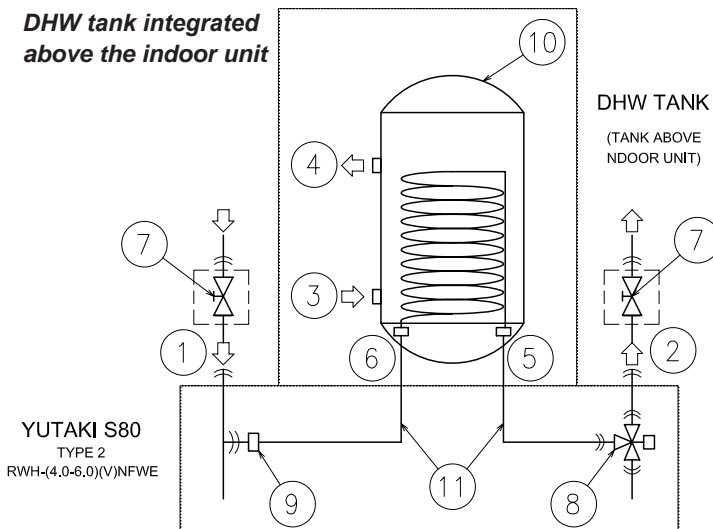 DHW tank integrated
above the indoor unit
10
DHW TANK
(TANK ABOVE
NDOOR UNIT)
4
7
7
3
1
6
5
2
YUTAKI S80
TYPE 2
RWH-(4.0-6.0)(V)NFWE
9
11
8